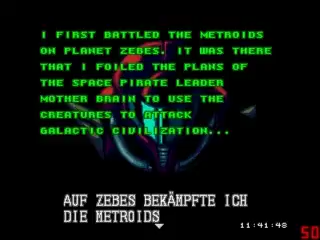 I FIRST BATTLED THE METROIDS
ON PLANET ZEBES. IT WAS THERE
THAT I FOILED THE PLANS OF
THE SPACE PIRATE LEADER
MOTHER BRAIN TO USE THE
CREATURES TO ATTACK
GALACTIC CIVILIZATION...
AUF ZEBES BEKÄMPFTE ICH
DIE METROIDS
11:41:48
50